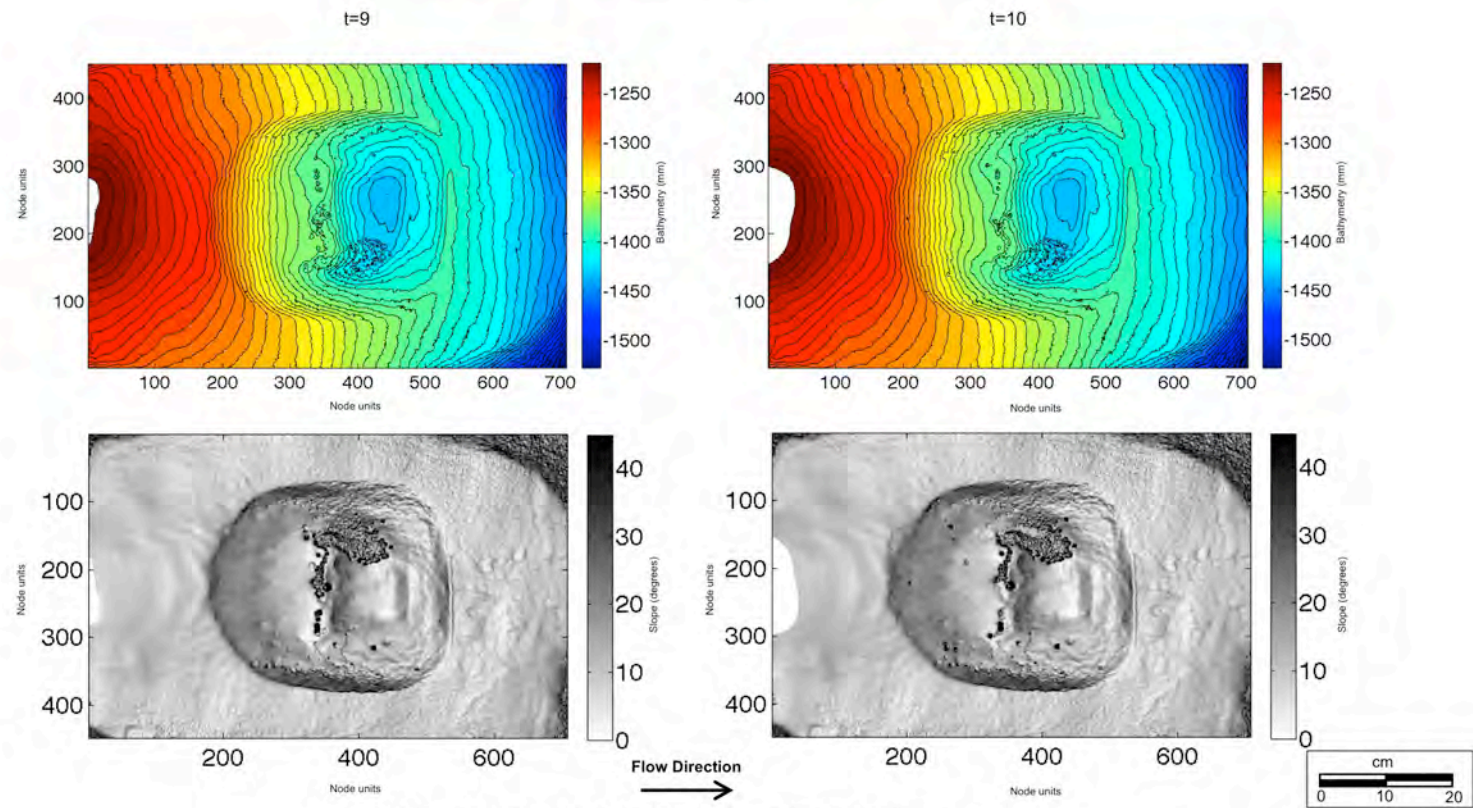 t=9
t=10
400
300
200
100
Node units
100 200 300 400 500 600 700
Node units
-1250
-1300
-1350
-1400
-1450
-1500
Bathymetry (mm)
400
300
200
100
Node units
100 200 300 400 500 600 700
Node units
-1250
-1300
-1350
-1400
-1450
-1500
Bathymetry (mm)
100
200
300
400
Node units
200 400 600
Node units
40
30
20
10
0
Slope (degrees)
100
200
300
400
Node units
200 400 600
Node units
40
30
20
10
0
Slope (degrees)
Flow Direction
cm
0 10 20